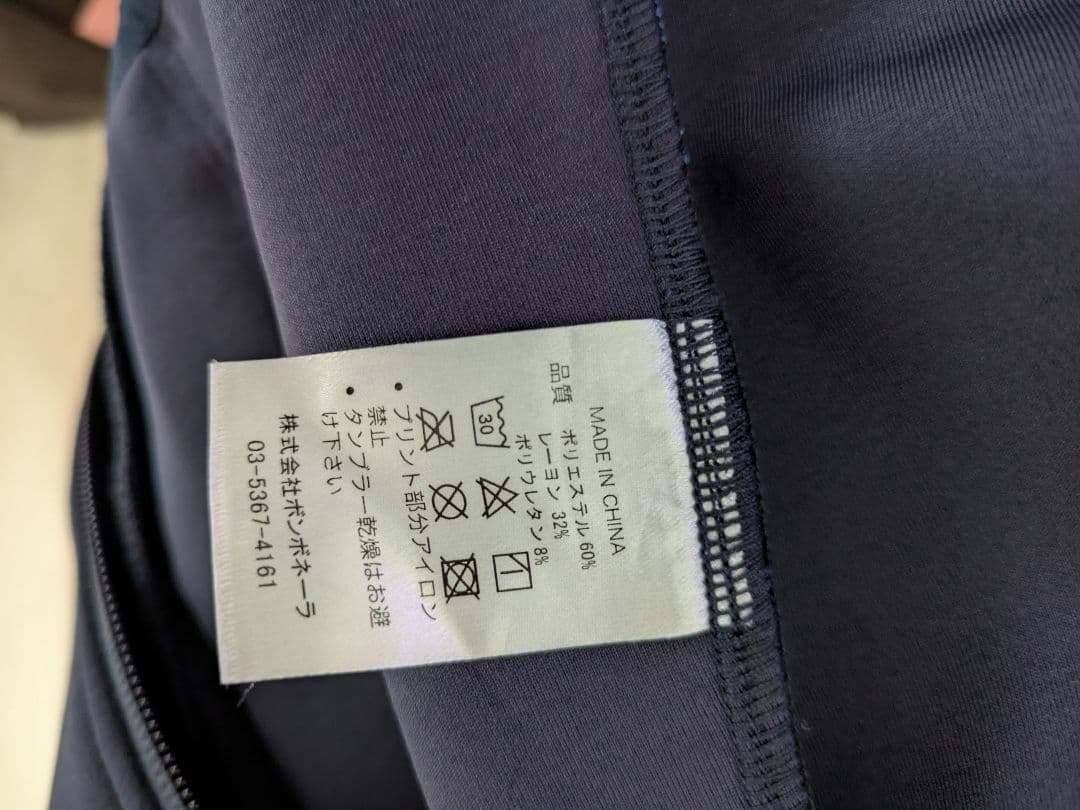 MADE IN CHINA
品質 ポリエステル 60%
レーヨン 32%
ポリウレタン 8%
30
・プリント部分アイロン
禁止
・タンブラー乾燥はお避
け下さい
株式会社ボンボネーラ
03-5367-4161